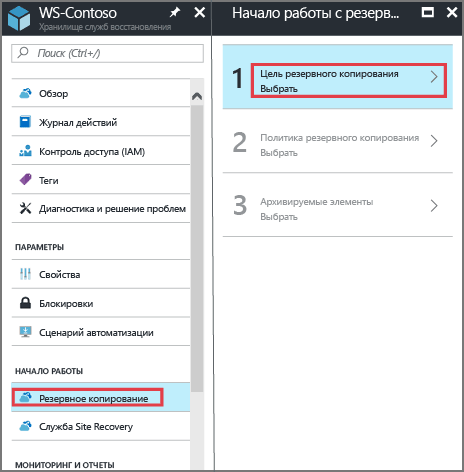 WS-Contoso
Хранилище служб восстановления
Поиск (Ctrl+/)
Обзор
Журнал действий
Контроль доступа (IAM)
Теги
Диагностика и решение проблем
ПАРАМЕТРЫ
Свойства
Блокировки
Сценарий автоматизации
НАЧАЛО РАБОТЫ
Резервное копирование
Служба Site Recovery
МОНИТОРИНГ И ОТЧЕТЫ
Начало работы с резерв...
1
Цель резервного копирования
Выбрать
2
Политика резервного копирования
Выбрать
3
Архивируемые элементы
Выбрать